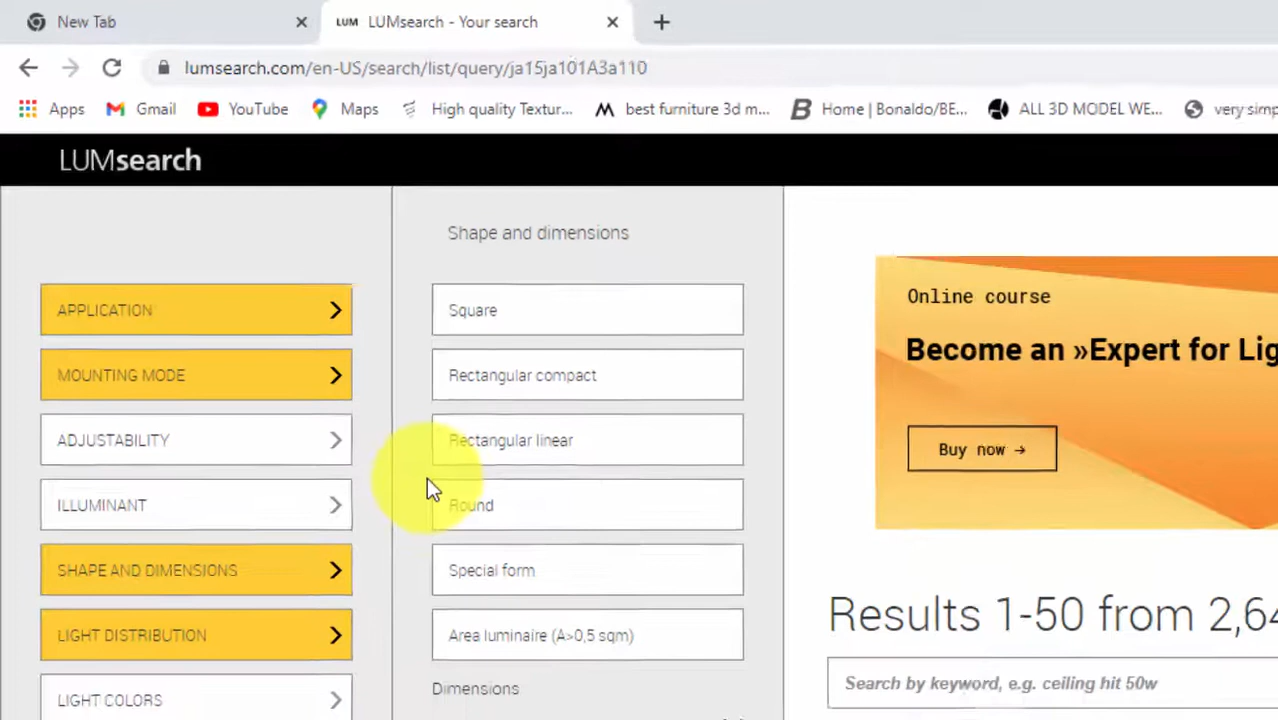 New Tab
LUM LUMsearch - Your search
lumsearch.com/en-US/search/list/query/ja15ja101A3a110
Apps Gmail YouTube Maps High quality Textur... best furniture 3d m... Home | Bonaldo/BE... ALL 3D MODEL WE... very simp
LUMsearch
Shape and dimensions
APPLICATION
MOUNTING MODE
ADJUSTABILITY
ILLUMINANT
SHAPE AND DIMENSIONS
LIGHT DISTRIBUTION
LIGHT COLORS
Square
Rectangular compact
Rectangular linear
Round
Special form
Area luminaire (A>0,5 sqm)
Dimensions
Online course
Become an »Expert for Lig
Buy now →
Results 1-50 from 2,64
Search by keyword, e.g. ceiling hit 50w